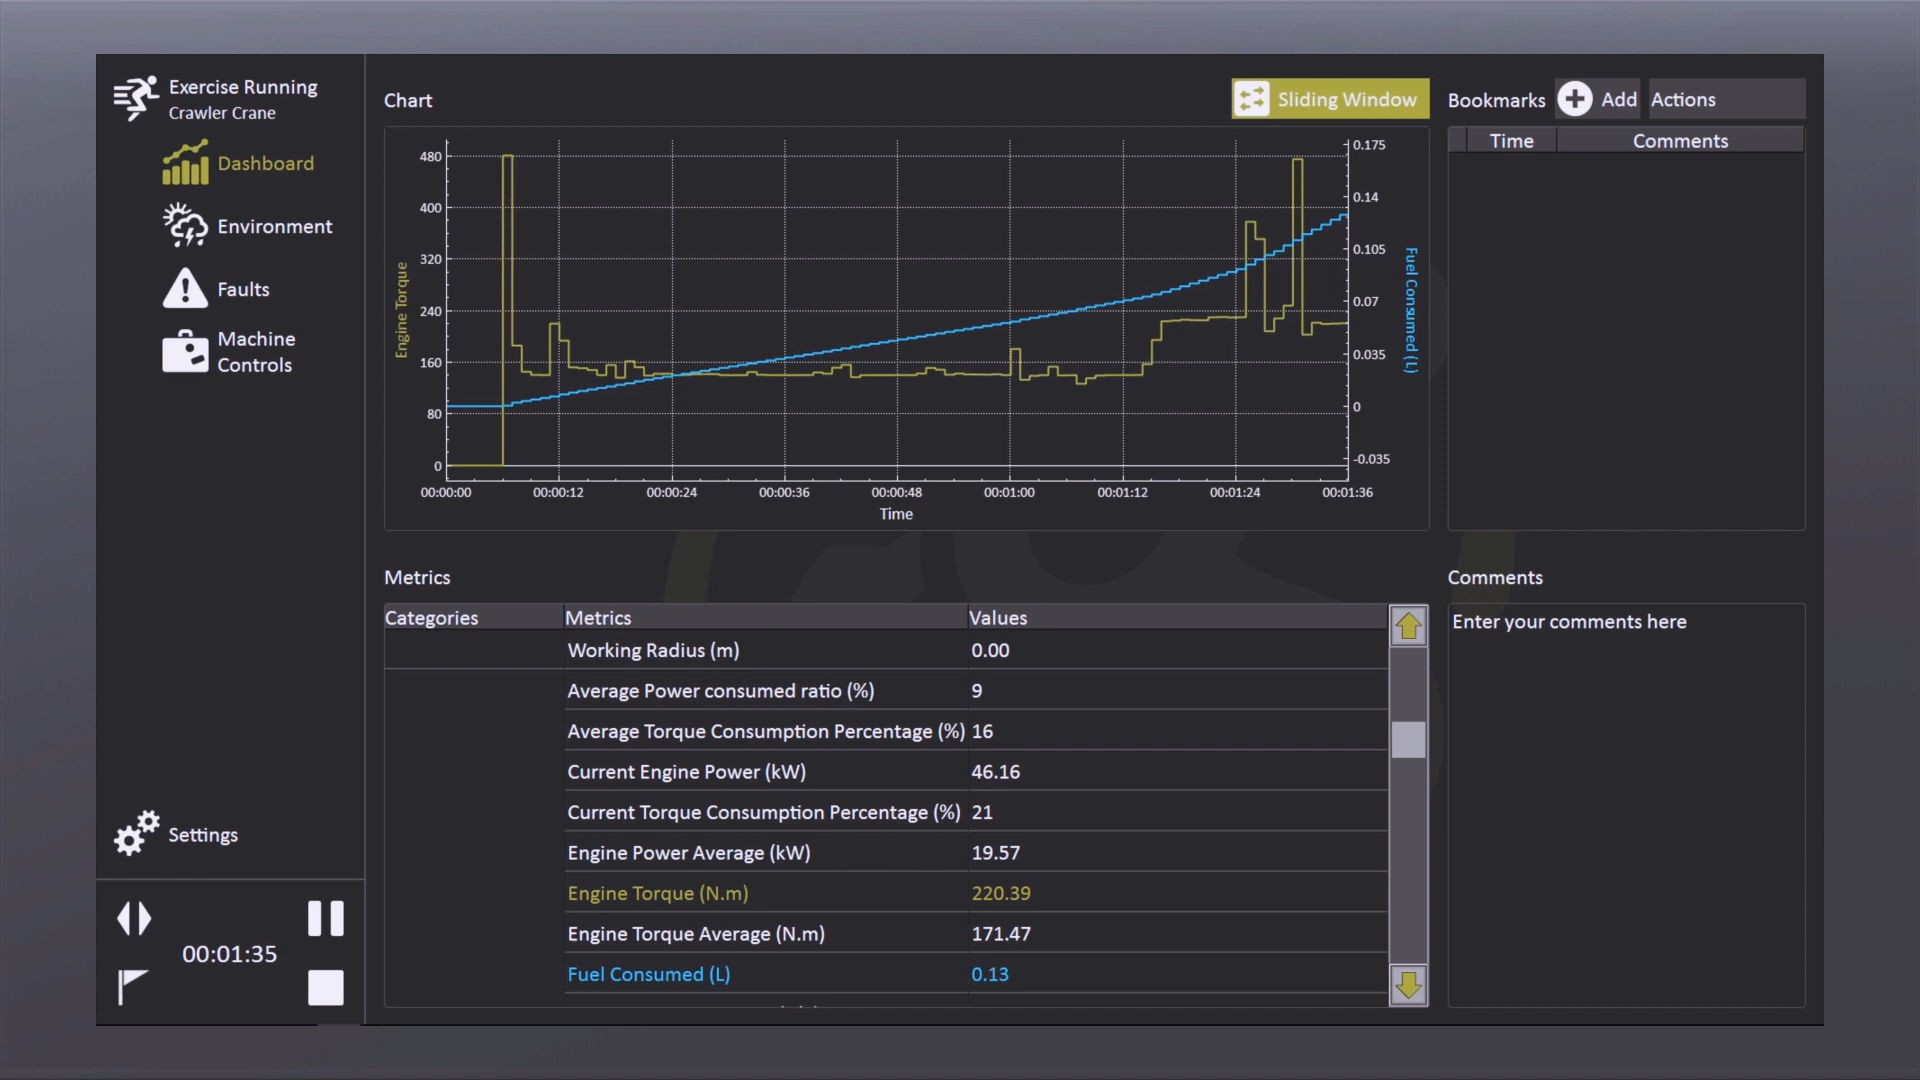 Exercise Running
Crawler Crane
Dashboard
Environment
Faults
Machine
Controls
Settings
00:01:35
Chart
Sliding Window
480
400
320
240
160
80
0
Engine Torque
0.175
0.14
0.105
0.07
0.035
0
-0.035
Fuel Consumed (L)
00:00:00 00:00:12 00:00:24 00:00:36 00:00:48 00:01:00 00:01:12 00:01:24 00:01:36
Time
Bookmarks Add Actions
Time Comments
Metrics
Categories Metrics Values
Working Radius (m) 0.00
Average Power consumed ratio (%) 9
Average Torque Consumption Percentage (%) 16
Current Engine Power (kW) 46.16
Current Torque Consumption Percentage (%) 21
Engine Power Average (kW) 19.57
Engine Torque (N.m) 220.39
Engine Torque Average (N.m) 171.47
Fuel Consumed (L) 0.13
Comments
Enter your comments here